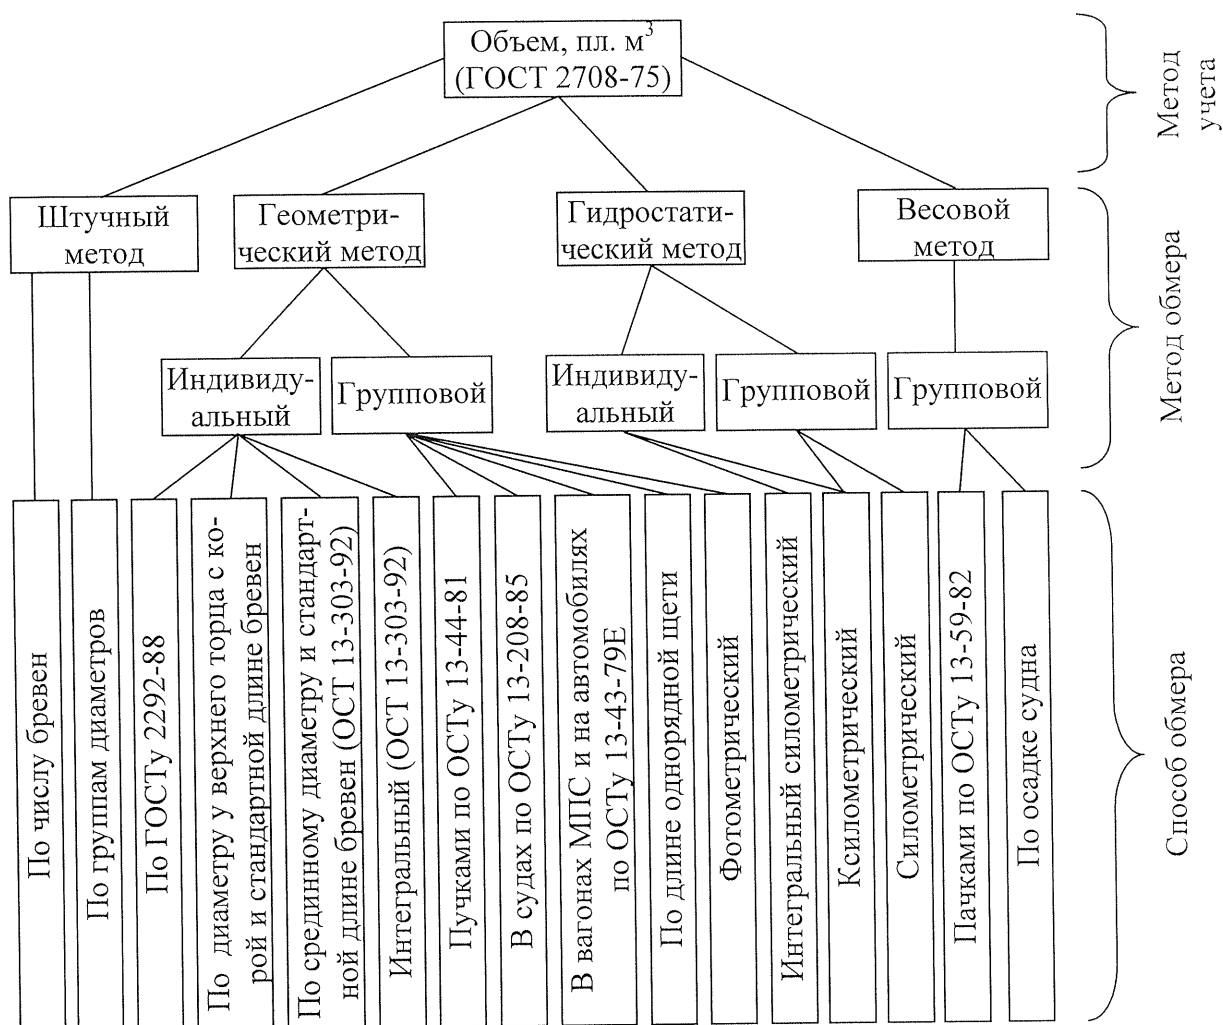 Объем, пл. м³
(ГОСТ 2708-75)
Метод
учета
Штучный
метод
Геометри-
ческий метод
Гидростати-
ческий метод
Весовой
метод
Метод обмера
Индивиду-
альный
Групповой
Индивиду-
альный
Групповой
Групповой
По числу бревен
По группам диаметров
По ГОСТу 2292-88
По диаметру у верхнего торца с ко-
рой и стандартной длине бревен
По срединному диаметру и стандарт-
ной длине бревен (ОСТ 13-303-92)
Интегральный (ОСТ 13-303-92)
Пучками по ОСТу 13-44-81
В судах по ОСТу 13-208-85
В вагонах МПС и на автомобилях
по ОСТу 13-43-79Е
По длине однорядной щети
Фотометрический
Интегральный силометрический
Ксилометрический
Силометрический
Пачками по ОСТу 13-59-82
По осадке судна
Способ обмера